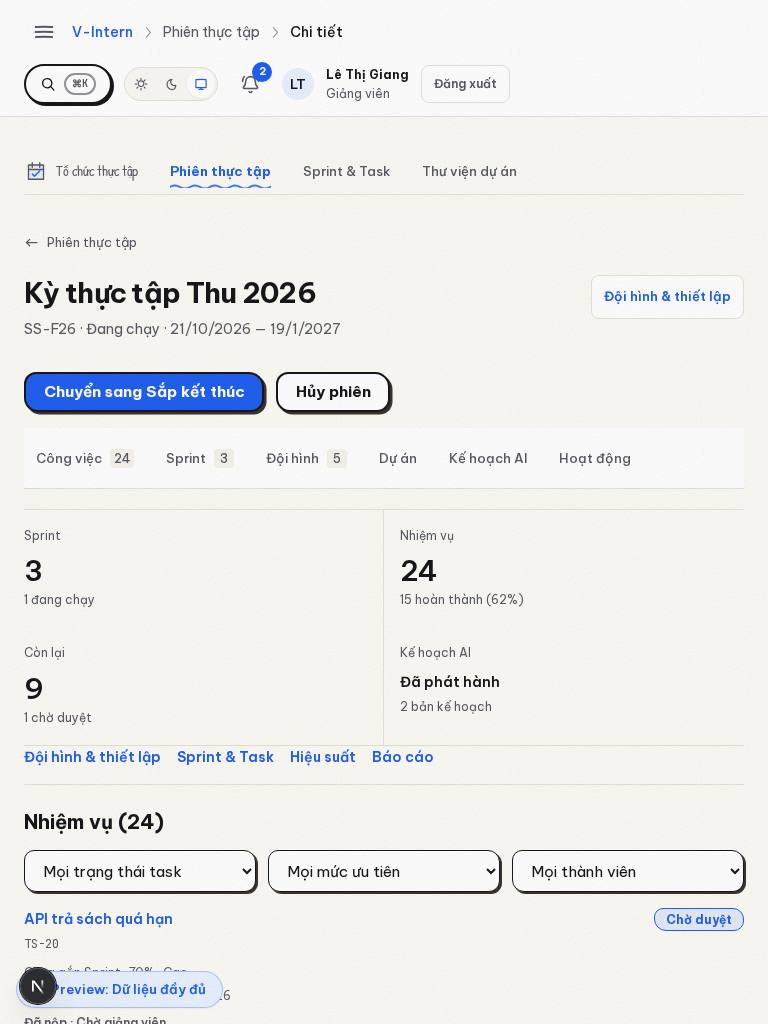 V-Intern > Phiên thực tập > Chi tiết
⌘K
2
LT
Lê Thị Giang
Giảng viên
Đăng xuất
Tổ chức thực tập
Phiên thực tập
Sprint & Task
Thư viện dự án
← Phiên thực tập
Kỳ thực tập Thu 2026
Đội hình & thiết lập
SS-F26 · Đang chạy · 21/10/2026 — 19/1/2027
Chuyển sang Sắp kết thúc
Hủy phiên
Công việc 24
Sprint 3
Đội hình 5
Dự án
Kế hoạch AI
Hoạt động
Sprint
3
1 đang chạy
Nhiệm vụ
24
15 hoàn thành (62%)
Còn lại
9
1 chờ duyệt
Kế hoạch AI
Đã phát hành
2 bản kế hoạch
Đội hình & thiết lập
Sprint & Task
Hiệu suất
Báo cáo
Nhiệm vụ (24)
Mọi trạng thái task
Mọi mức ưu tiên
Mọi thành viên
API trả sách quá hạn
Chờ duyệt
TS-20
N
Preview: Dữ liệu đầy đủ
Đã nộp · Chờ giảng viên